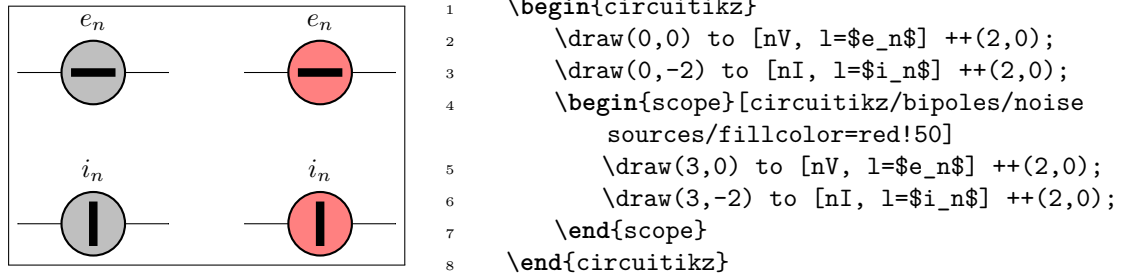 e_n e_n
i_n i_n
1 \begin{circuitikz}
2 \draw(0,0) to [nV, l=$e_n$] ++(2,0);
3 \draw(0,-2) to [nI, l=$i_n$] ++(2,0);
4 \begin{scope}[circuitikz/bipoles/noise
sources/fillcolor=red!50]
5 \draw(3,0) to [nV, l=$e_n$] ++(2,0);
6 \draw(3,-2) to [nI, l=$i_n$] ++(2,0);
7 \end{scope}
8 \end{circuitikz}